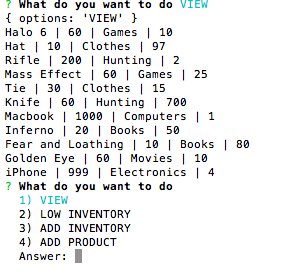 ? What do you want to do VIEW
{ options: 'VIEW' }
Halo 6 | 60 | Games | 10
Hat | 10 | Clothes | 97
Rifle | 200 | Hunting | 2
Mass Effect | 60 | Games | 25
Tie | 30 | Clothes | 15
Knife | 60 | Hunting | 700
Macbook | 1000 | Computers | 1
Inferno | 20 | Books | 50
Fear and Loathing | 10 | Books | 80
Golden Eye | 60 | Movies | 10
iPhone | 999 | Electronics | 4
? What do you want to do
1) VIEW
2) LOW INVENTORY
3) ADD INVENTORY
4) ADD PRODUCT
Answer: